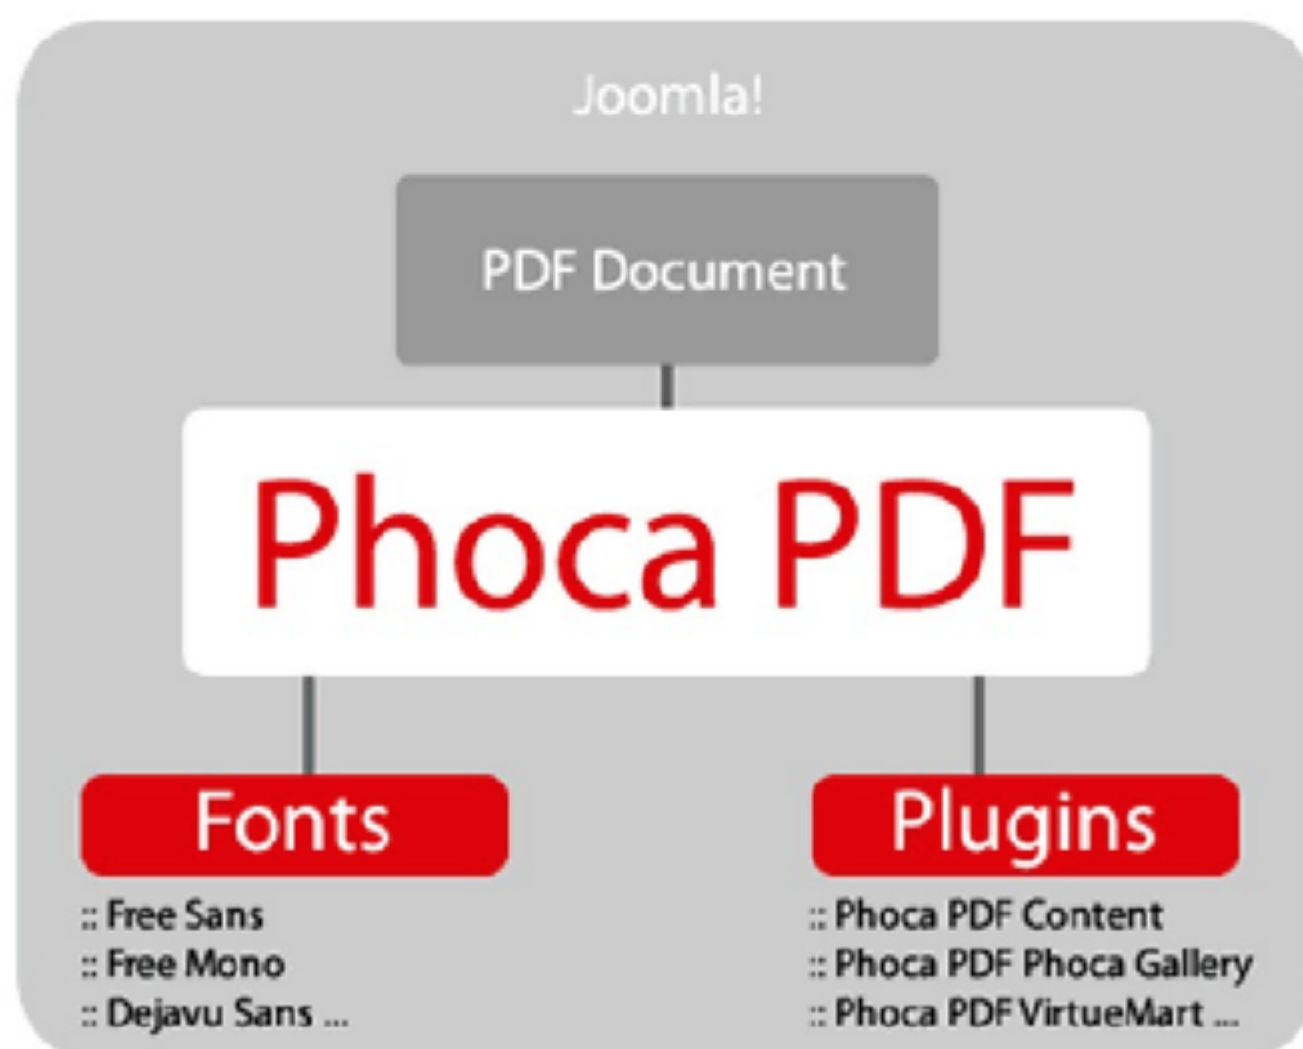 Joomla!
PDF Document
Phoca PDF
Fonts
:: Free Sans
:: Free Mono
:: Dejavu Sans ...
Plugins
:: Phoca PDF Content
:: Phoca PDF Phoca Gallery
:: Phoca PDF VirtueMart ...